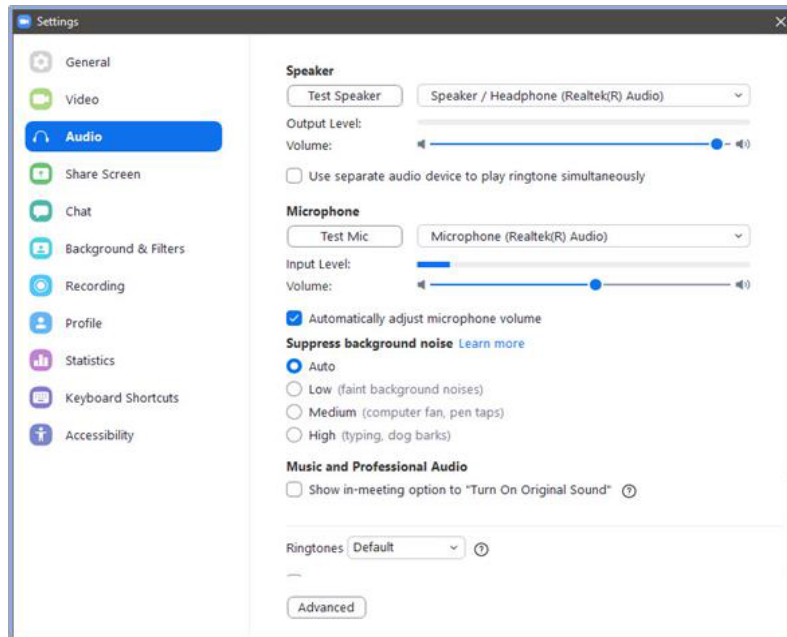 Settings
General
Video
Audio
Share Screen
Chat
Background & Filters
Recording
Profile
Statistics
Keyboard Shortcuts
Accessibility
Speaker
Test Speaker
Speaker / Headphone (Realtek(R) Audio)
Output Level:
Volume:
Use separate audio device to play ringtone simultaneously
Microphone
Test Mic
Microphone (Realtek(R) Audio)
Input Level:
Volume:
Automatically adjust microphone volume
Suppress background noise Learn more
Auto
Low (faint background noises)
Medium (computer fan, pen taps)
High (typing, dog barks)
Music and Professional Audio
Show in-meeting option to "Turn On Original Sound" ?
Ringtones Default ?
Advanced